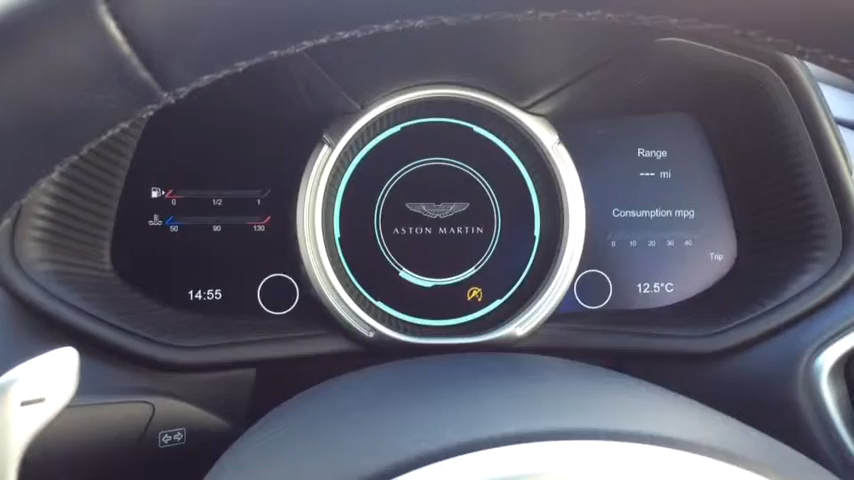 0 1/2 1
50 90 130
14:55
ASTON MARTIN
Range
--- mi
Consumption mpg
0 10 20 30 40
Trip
12.5°C